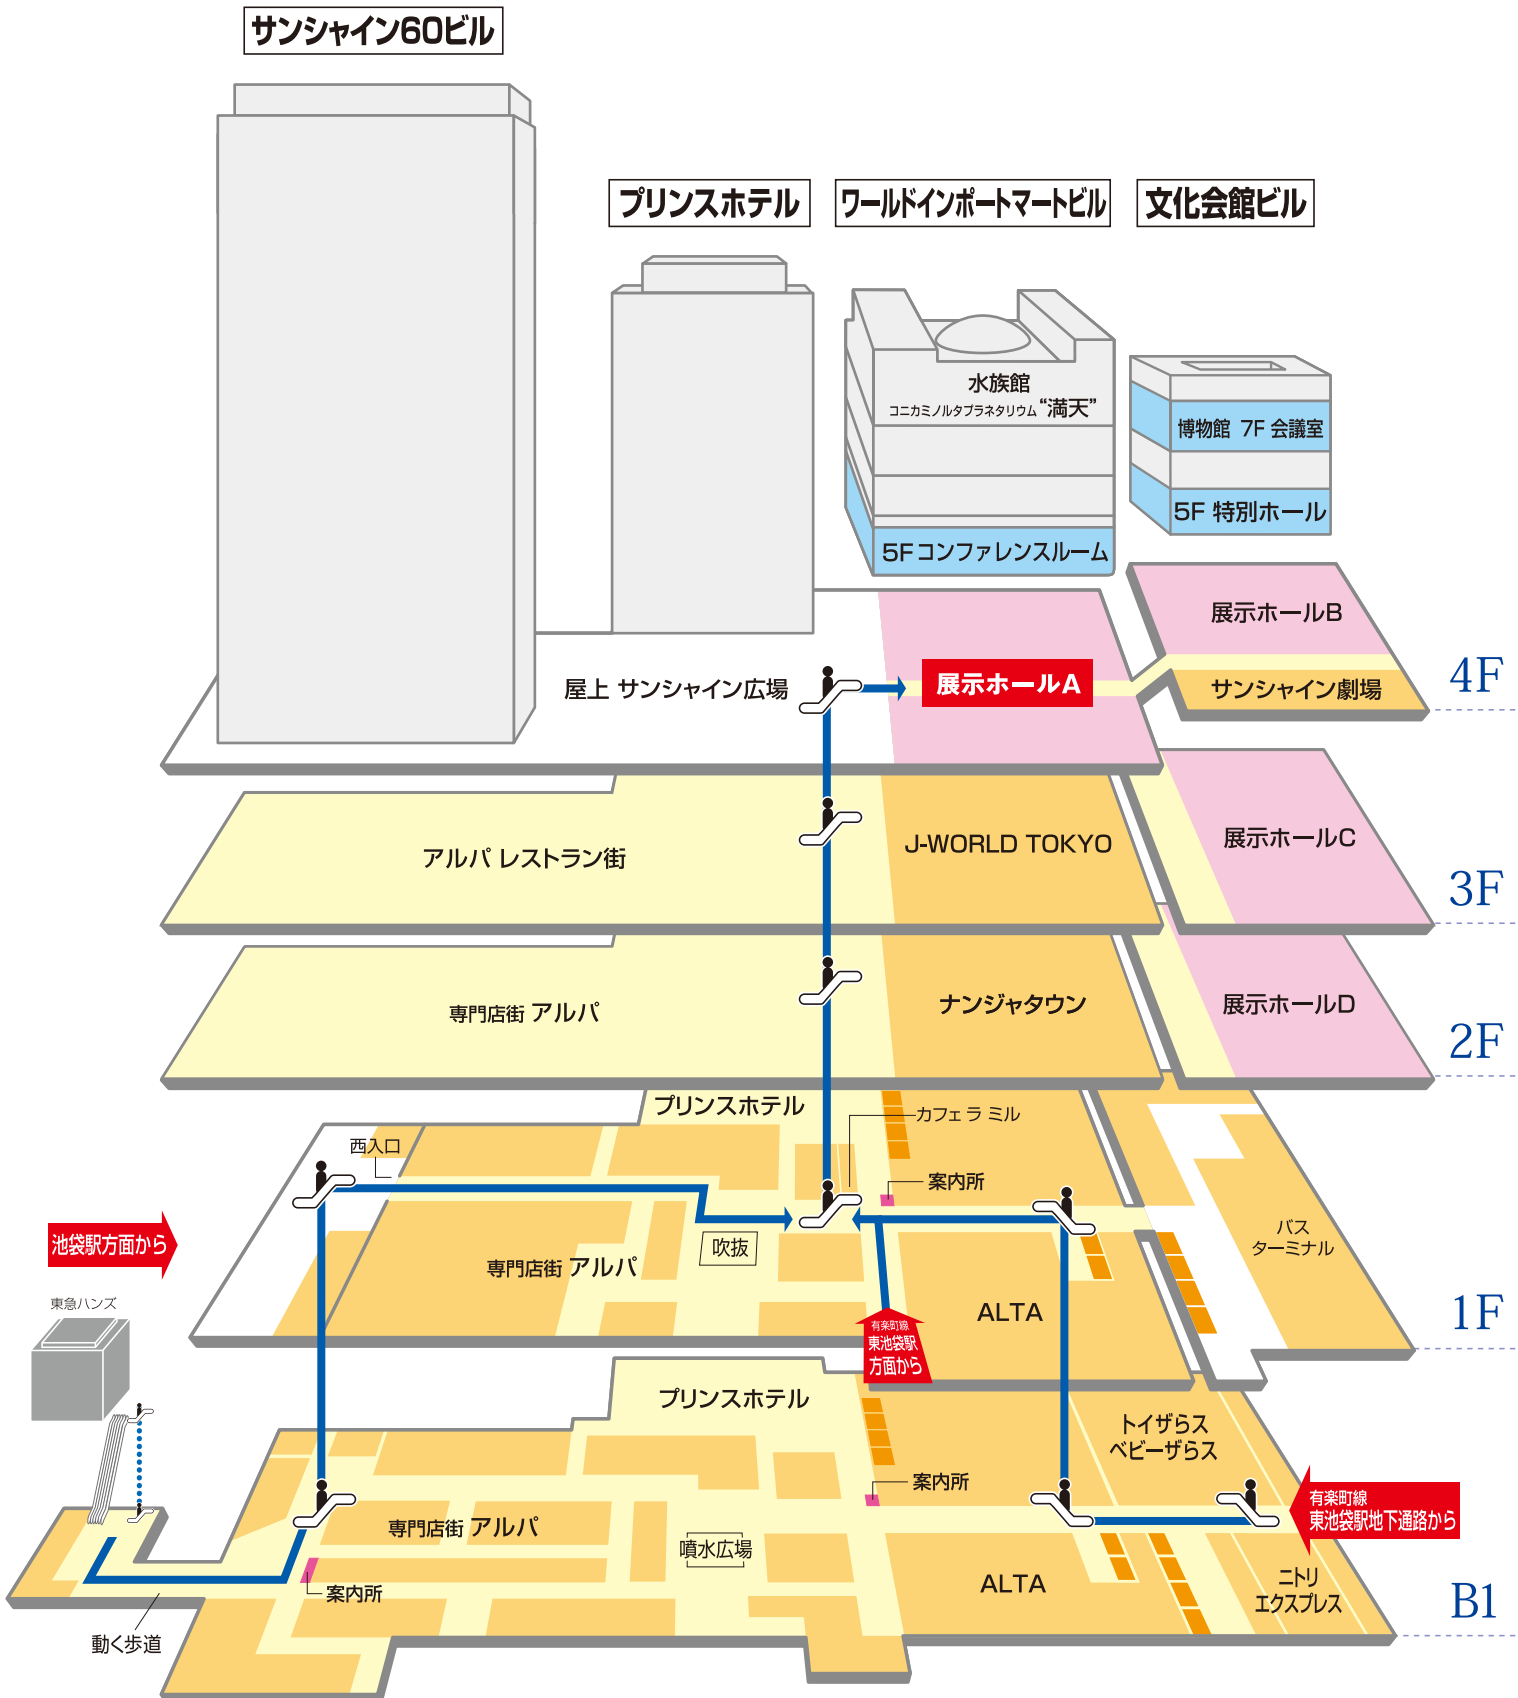 サンシャイン60ビル
プリンスホテル
ワールドインポートマートビル
文化会館ビル
水族館
コニカミノルタプラネタリウム“満天”
博物館 7F 会議室
5F 特別ホール
5Fコンファレンスルーム
展示ホールB
屋上 サンシャイン広場
展示ホールA
サンシャイン劇場
4F
アルパ レストラン街
J-WORLD TOKYO
展示ホールC
3F
専門店街 アルパ
ナンジャタウン
展示ホールD
2F
プリンスホテル
カフェ ラ ミル
西入口
案内所
池袋駅方面から
吹抜
バス
ターミナル
専門店街 アルパ
東急ハンズ
ALTA
1F
有楽町線
東池袋駅
方面から
プリンスホテル
トイザらス
ベビーザらス
案内所
有楽町線
東池袋駅地下通路から
専門店街 アルパ
噴水広場
案内所
ALTA
ニトリ
エクスプレス
B1
動く歩道